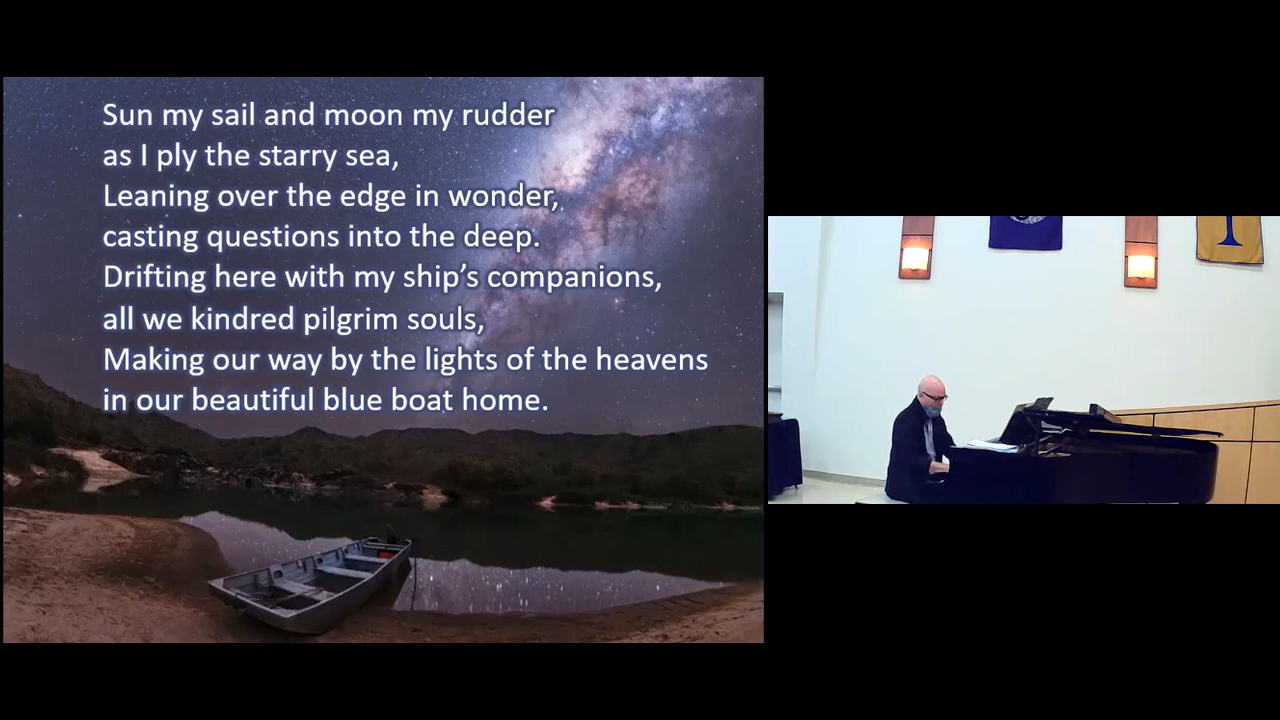 Sun my sail and moon my rudder
as I ply the starry sea,
Leaning over the edge in wonder,
casting questions into the deep.
Drifting here with my ship’s companions,
all we kindred pilgrim souls,
Making our way by the lights of the heavens
in our beautiful blue boat home.